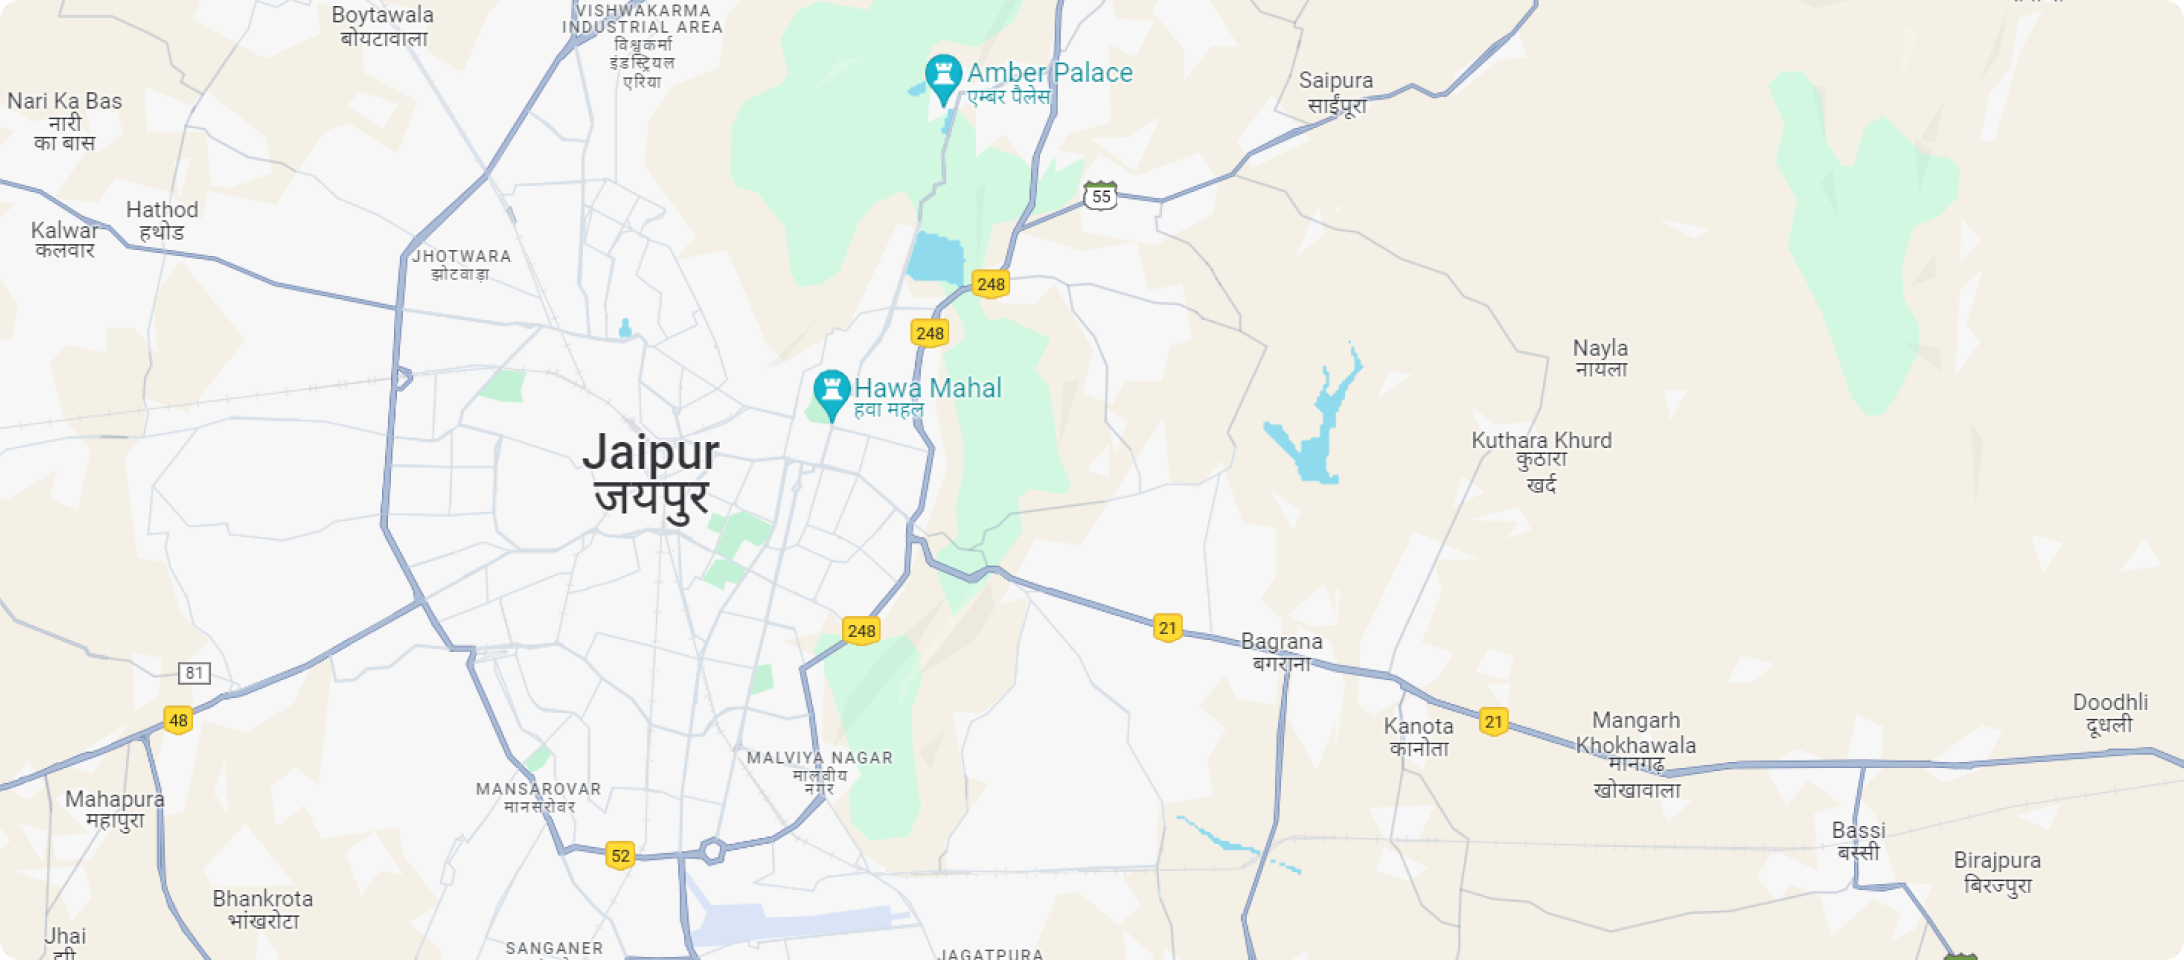 Boytawala
बोयटावाला
VISHWAKARMA
INDUSTRIAL AREA
विश्वकर्मा
इंडस्ट्रियल
एरिया
Amber Palace
एम्बर पैलेस
Saipura
साईपूरा
Nari Ka Bas
नारी
का बास
Hathod
हथोड
Kalwar
कलवार
JHOTWARA
झोटवाड़ा
55
248
248
Hawa Mahal
हवा महल
Nayla
नायला
Jaipur
जयपुर
Kuthara Khurd
कुठारा
खर्द
248
21
Bagrana
बगराना
81
48
Kanota
कानोता
21
Mangarh
Khokhawala
मानगढ़
खोखावाला
Doodhli
दूधली
MALVIYA NAGAR
मालवीय
नगर
MANSAROVAR
मानसरोवर
Mahapura
महापुरा
52
Bassi
बस्सी
Birajpura
बिरज्पुरा
Bhankrota
भांखरोटा
Jhai
SANGANER
JAGATPURA